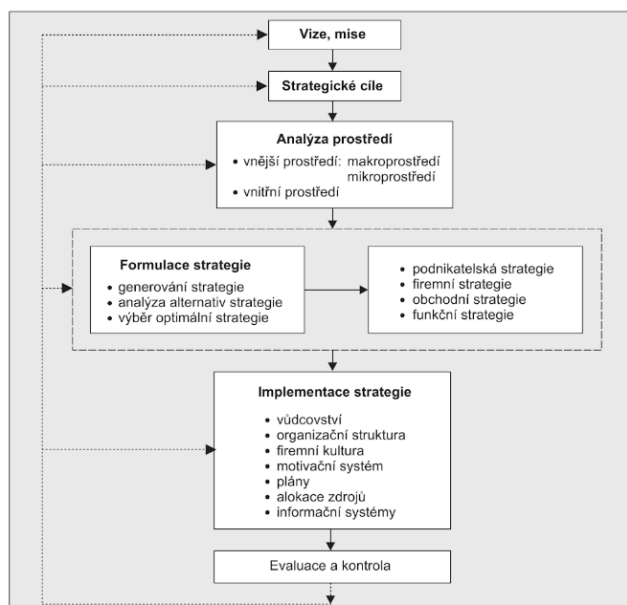 Vize, mise
Strategické cíle
Analýza prostředí
• vnější prostředí: makroprostředí
mikroprostředí
• vnitřní prostředí
Formulace strategie
• generování strategie
• analýza alternativ strategie
• výběr optimální strategie
• podnikatelská strategie
• firemní strategie
• obchodní strategie
• funkční strategie
Implementace strategie
• vůdcovství
• organizační struktura
• firemní kultura
• motivační systém
• plány
• alokace zdrojů
• informační systémy
Evaluace a kontrola